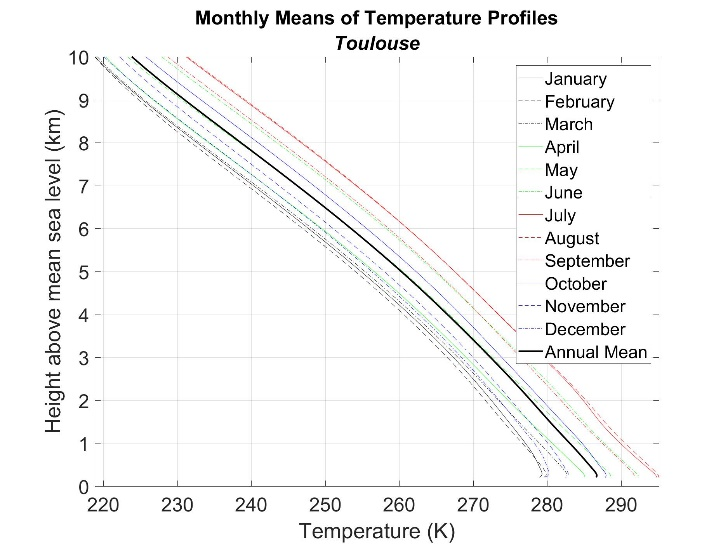 Monthly Means of Temperature Profiles
Toulouse
Height above mean sea level (km)
10
9
8
7
6
5
4
3
2
1
0
220 230 240 250 260 270 280 290
Temperature (K)
January
February
March
April
May
June
July
August
September
October
November
December
Annual Mean